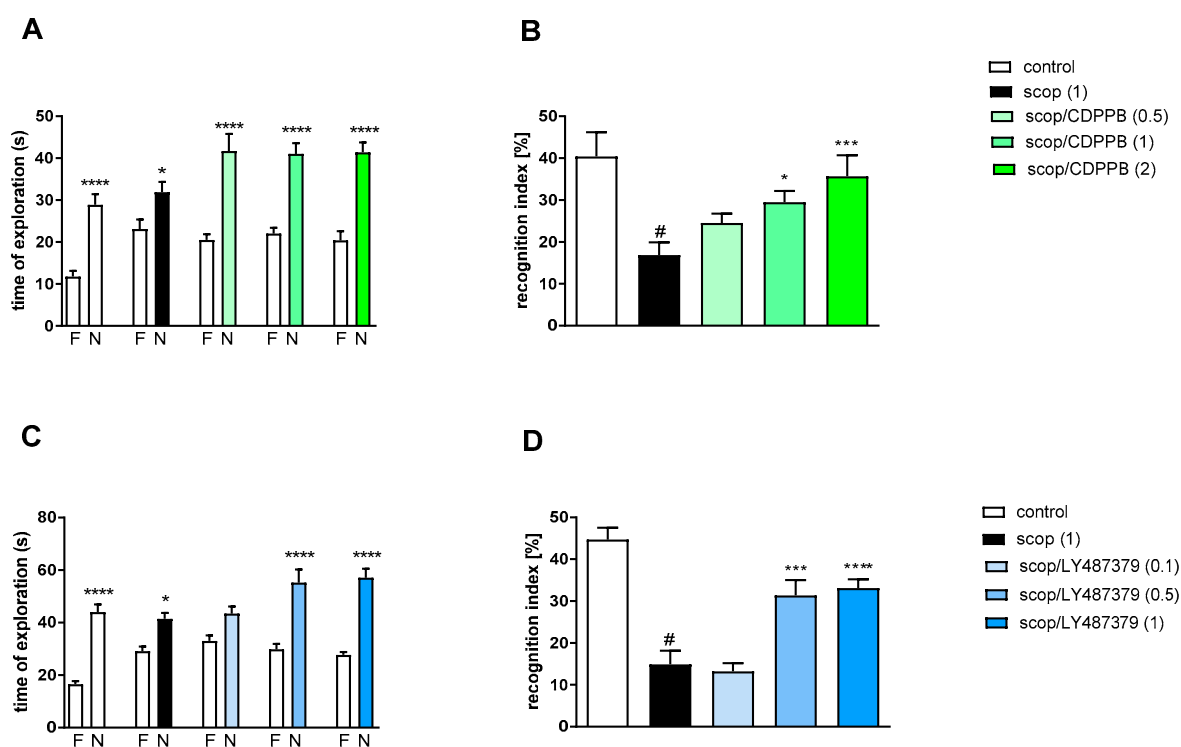 A
B
control
scop (1)
scop/CDPPB (0.5)
scop/CDPPB (1)
scop/CDPPB (2)
time of exploration (s)
50
40
30
20
10
0
**** * **** **** ****
F N F N F N F N F N
recognition index [%]
50
40
30
20
10
0
# * ***
C
D
control
scop (1)
scop/LY487379 (0.1)
scop/LY487379 (0.5)
scop/LY487379 (1)
time of exploration (s)
80
60
40
20
0
**** * **** ****
F N F N F N F N F N
recognition index [%]
50
40
30
20
10
0
# *** ****